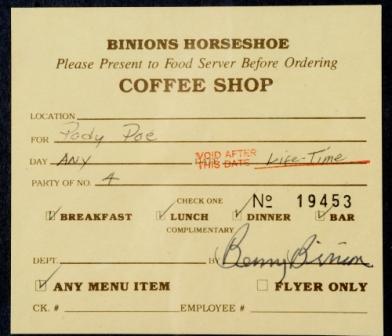 BINIONS HORSESHOE
Please Present to Food Server Before Ordering
COFFEE SHOP
LOCATION
FOR Pody Poe
DAY ANY VOID AFTER THIS DATE Life-Time
PARTY OF NO. 4
CHECK ONE Nº 19453
BREAKFAST LUNCH DINNER BAR
COMPLIMENTARY
DEPT. BY Benny Binion
ANY MENU ITEM FLYER ONLY
CK. # EMPLOYEE #